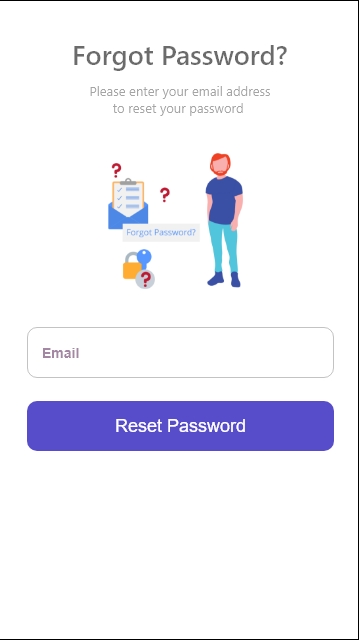 Forgot Password?
Please enter your email address
to reset your password
?
?
Forgot Password?
?
Email
Reset Password